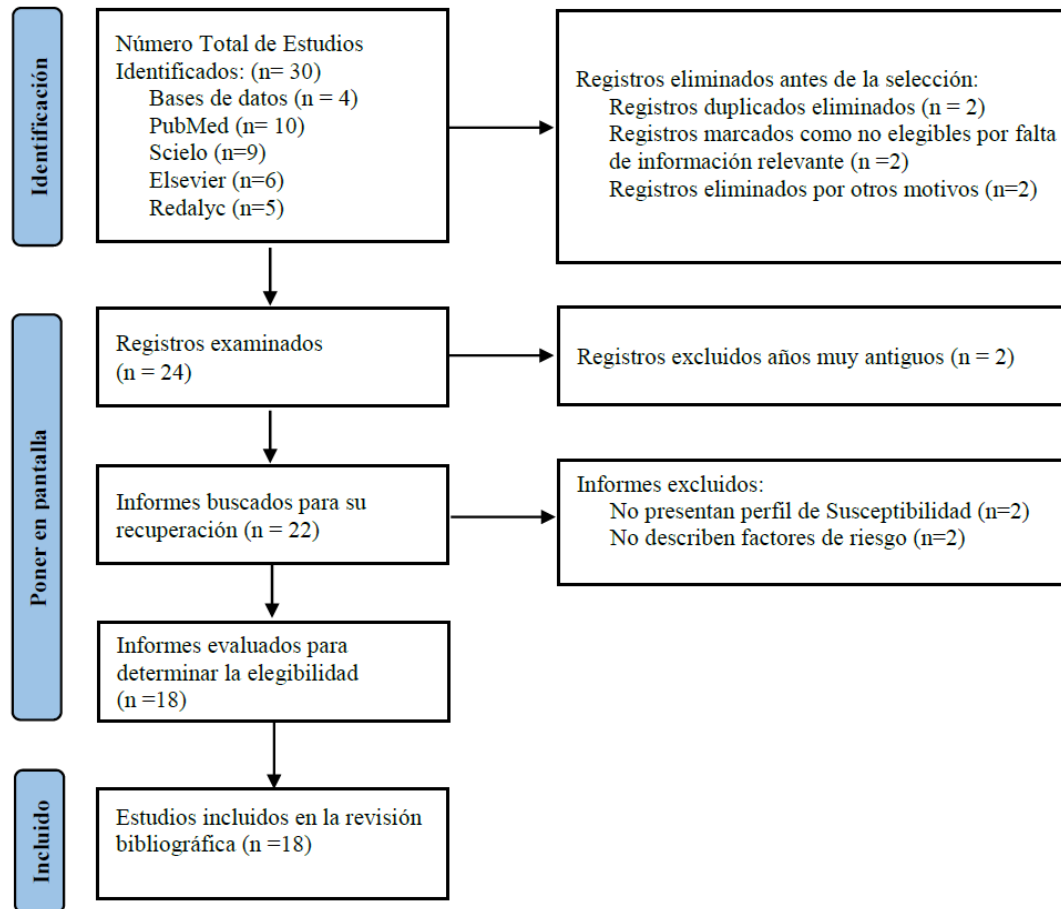 Identificación
Número Total de Estudios
Identificados: (n= 30)
Bases de datos (n = 4)
PubMed (n= 10)
Scielo (n=9)
Elsevier (n=6)
Redalyc (n=5)
Registros eliminados antes de la selección:
Registros duplicados eliminados (n = 2)
Registros marcados como no elegibles por falta
de información relevante (n =2)
Registros eliminados por otros motivos (n=2)
Poner en pantalla
Registros examinados
(n = 24)
Registros excluidos años muy antiguos (n = 2)
Informes buscados para su
recuperación (n = 22)
Informes excluidos:
No presentan perfil de Susceptibilidad (n=2)
No describen factores de riesgo (n=2)
Informes evaluados para
determinar la elegibilidad
(n =18)
Incluido
Estudios incluidos en la revisión
bibliográfica (n =18)